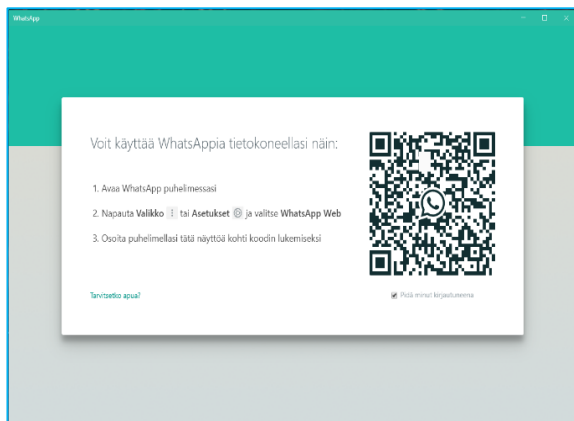 WhatsApp
Voit käyttää WhatsAppia tietokoneellasi näin:
1. Avaa WhatsApp puhelimessasi
2. Napauta Valikko tai Asetukset ja valitse WhatsApp Web
3. Osoita puhelimellasi tätä näyttöä kohti koodin lukemiseksi
Tarvitsetko apua?
Pidä minut kirjautuneena